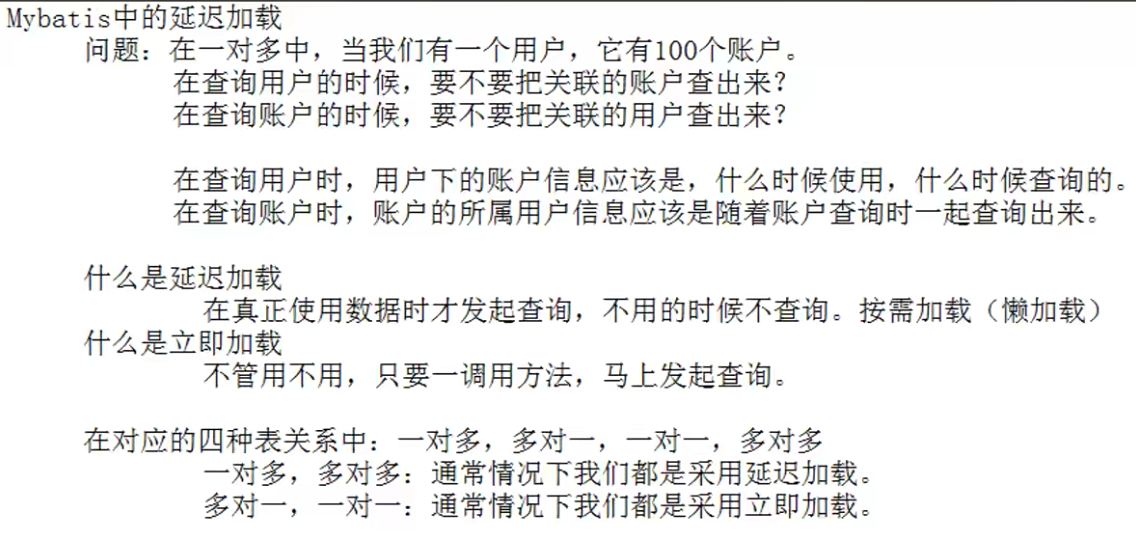 Mybatis中的延迟加载
问题：在一对多中，当我们有一个用户，它有100个账户。
在查询用户的时候，要不要把关联的账户查出来？
在查询账户的时候，要不要把关联的用户查出来？
在查询用户时，用户下的账户信息应该是，什么时候使用，什么时候查询的。
在查询账户时，账户的所属用户信息应该是随着账户查询时一起查询出来。
什么是延迟加载
在真正使用数据时才发起查询，不用的时候不查询。按需加载（懒加载）
什么是立即加载
不管用不用，只要一调用方法，马上发起查询。
在对应的四种表关系中：一对多，多对一，一对一，多对多
一对多，多对多：通常情况下我们都是采用延迟加载。
多对一，一对一：通常情况下我们都是采用立即加载。